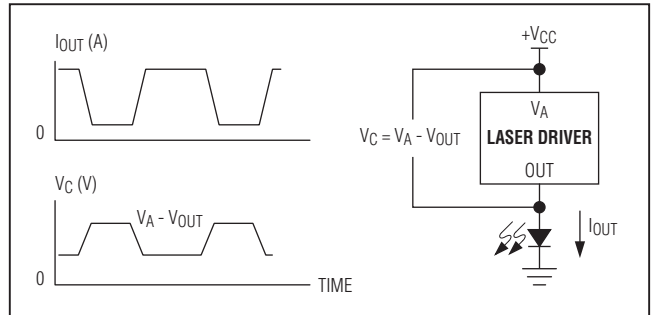 IOUT (A)
0
VC (V)
VA - VOUT
0
TIME
+VCC
VC = VA - VOUT
VA
LASER DRIVER
OUT
IOUT